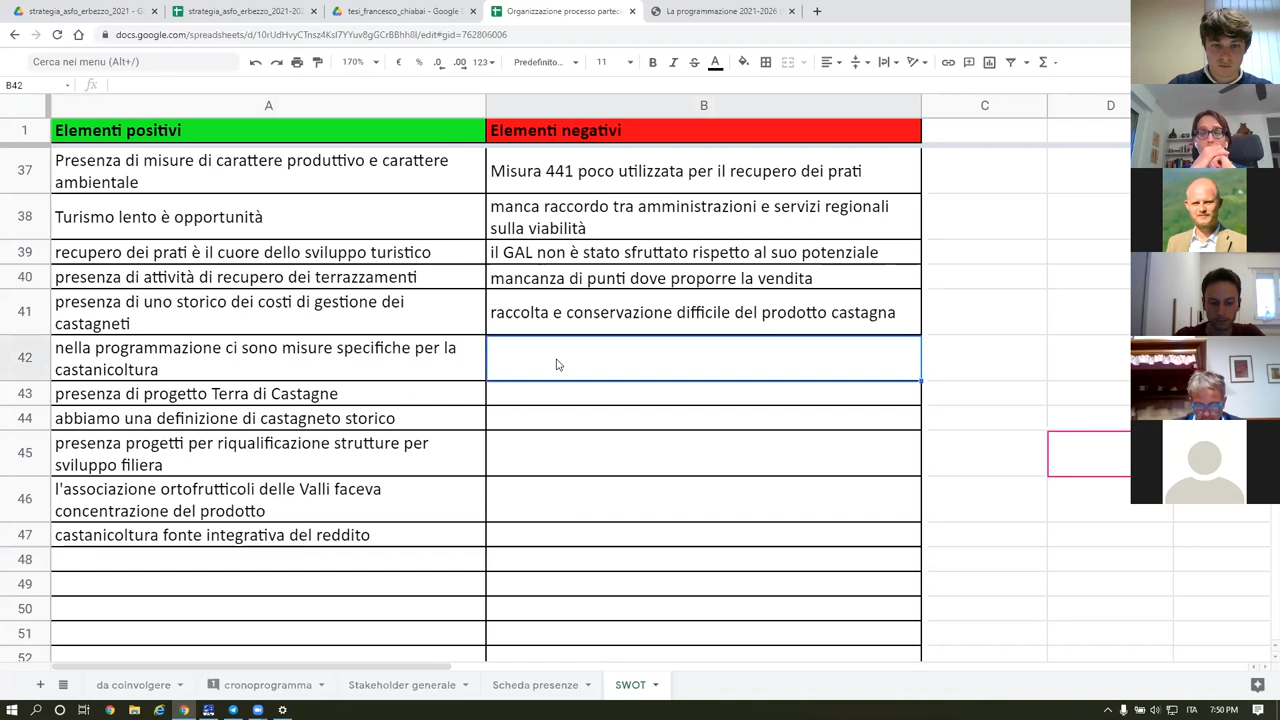 strategia_asfo_erbezzo_2021 - G
strategia_asfo_erbezzo_2021-202
tesi_francesco_chiabai - Google D
Organizzazione processo partec
La programmazione 2021-2026 d
docs.google.com/spreadsheets/d/10rUdHvyCTnsz4KsI7YYuv8gGCrBBhh8I/edit#gid=762806006
Cerca nei menu (Alt+/)
170%
€ % .0 .00 123
Predefinito...
11
B I S A
B42
fx
A B C D
1 Elementi positivi Elementi negativi
37 Presenza di misure di carattere produttivo e carattere
ambientale
Misura 441 poco utilizzata per il recupero dei prati
38 Turismo lento è opportunità
manca raccordo tra amministrazioni e servizi regionali
sulla viabilità
39 recupero dei prati è il cuore dello sviluppo turistico
il GAL non è stato sfruttato rispetto al suo potenziale
40 presenza di attività di recupero dei terrazzamenti
mancanza di punti dove proporre la vendita
41 presenza di uno storico dei costi di gestione dei
castagneti
raccolta e conservazione difficile del prodotto castagna
42 nella programmazione ci sono misure specifiche per la
castanicoltura
43 presenza di progetto Terra di Castagne
44 abbiamo una definizione di castagneto storico
45 presenza progetti per riqualificazione strutture per
sviluppo filiera
46 l'associazione ortofrutticoli delle Valli faceva
concentrazione del prodotto
47 castanicoltura fonte integrativa del reddito
48
49
50
51
52
da coinvolgere
1 cronoprogramma
Stakeholder generale
Scheda presenze
SWOT
ITA
7:50 PM